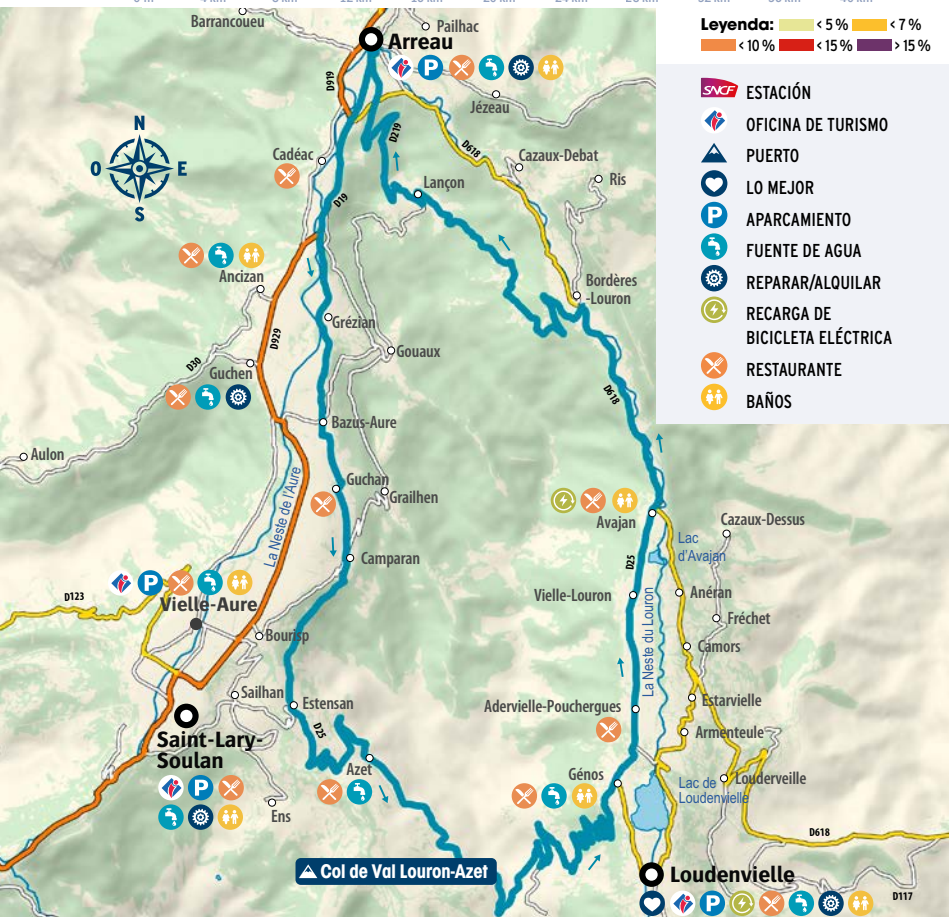 Leyenda: < 5 % < 7 %
< 10 % < 15 % > 15 %
SNCF ESTACIÓN
OFICINA DE TURISMO
PUERTO
LO MEJOR
P APARCAMIENTO
FUENTE DE AGUA
REPARAR/ALQUILAR
RECARGA DE
BICICLETA ELÉCTRICA
RESTAURANTE
BAÑOS
Barrancoueu
Pailhac
Arreau
P
D919
Jézeau
N
O E
S
D219
D618
Cadéac
Cazaux-Debat
Ris
Lançon
D19
Ancizan
Bordères
-Louron
Grézian
D929
Gouaux
D30
Guchen
D618
Bazus-Aure
Aulon
Guchan
Grailhen
La Neste de l'Aure
Avajan
Cazaux-Dessus
Lac
d'Avajan
Camparan
D25
P
D123
Vielle-Aure
Vielle-Louron
Anéran
Fréchet
Bourisp
Camors
La Neste du Louron
Sailhan
Estensan
Estarvielle
Adervielle-Pouchergues
Saint-Lary-
Soulan
D25
Armenteule
Azet
Génos
Lac de
Loudenvielle
Louderveille
P
Ens
D618
Col de Val Louron-Azet
Loudenvielle
P
D117